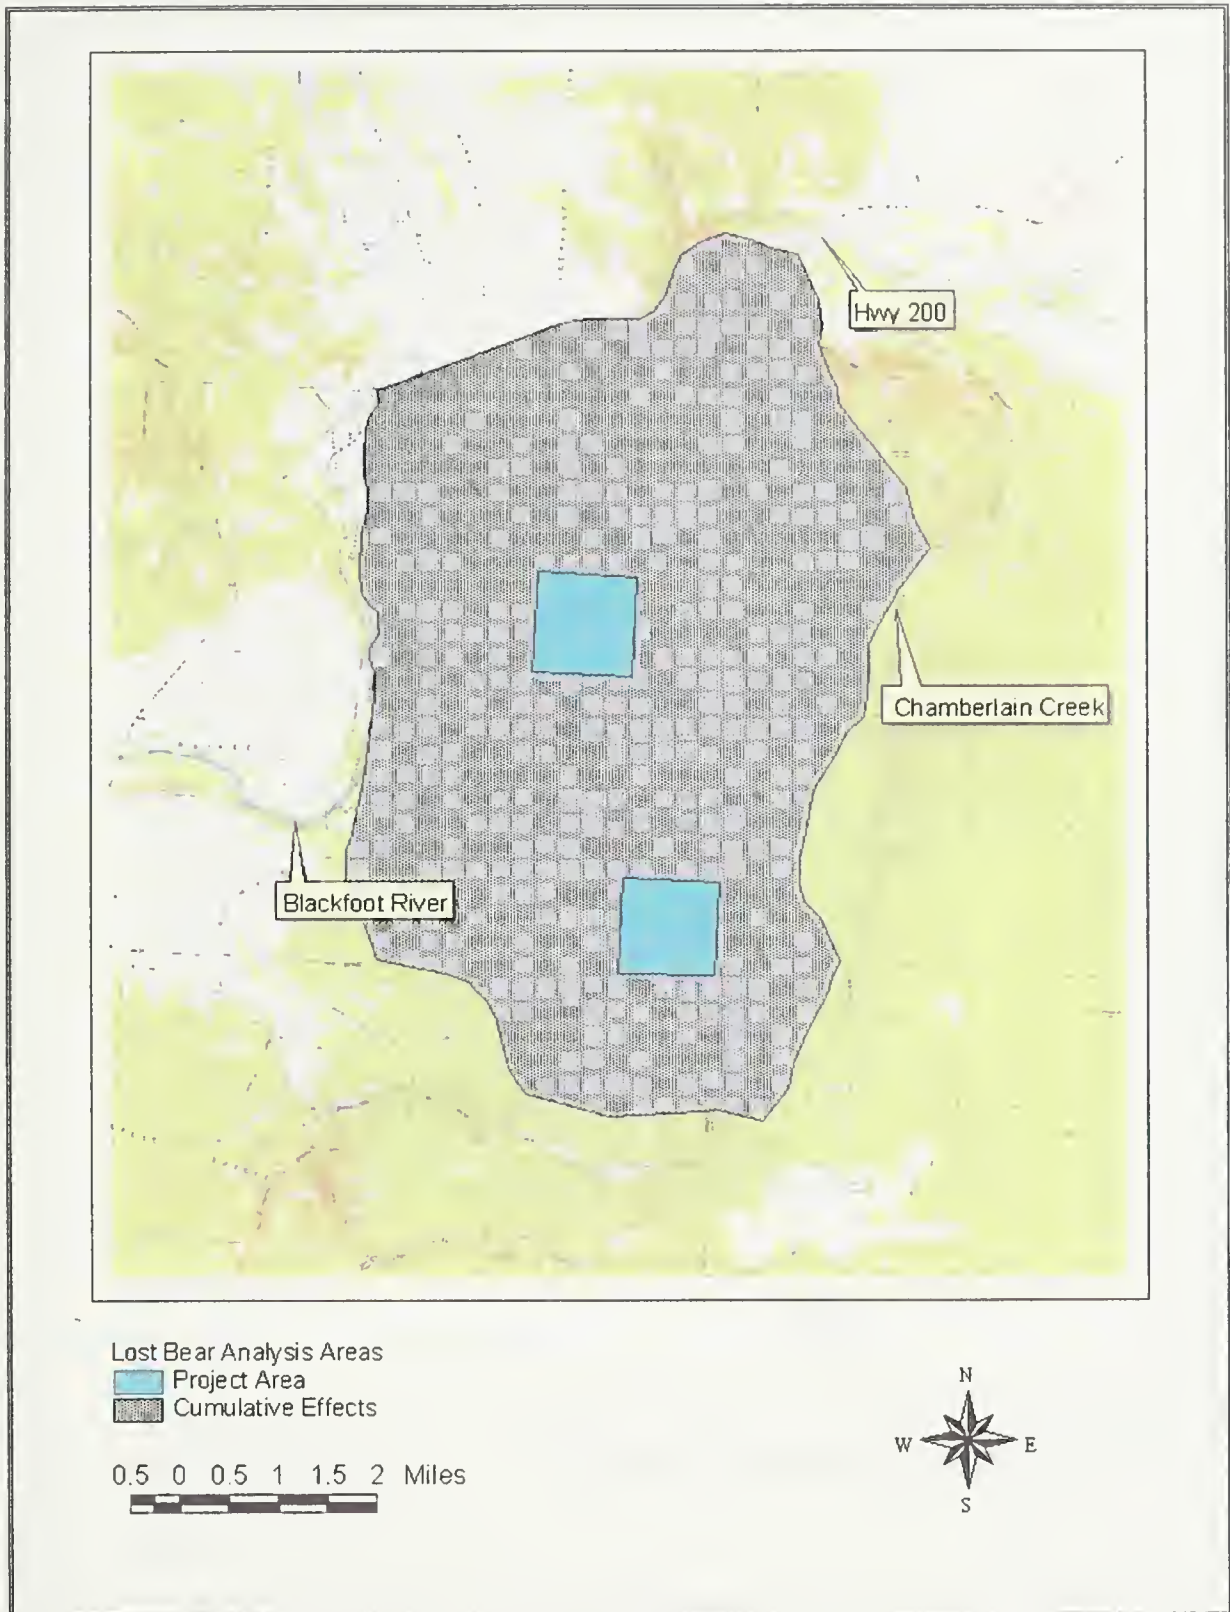 Hwy 200
Chamberlain Creek
Blackfoot River
Lost Bear Analysis Areas
Project Area
Cumulative Effects
0.5 0 0.5 1 1.5 2 Miles
N
W E
S